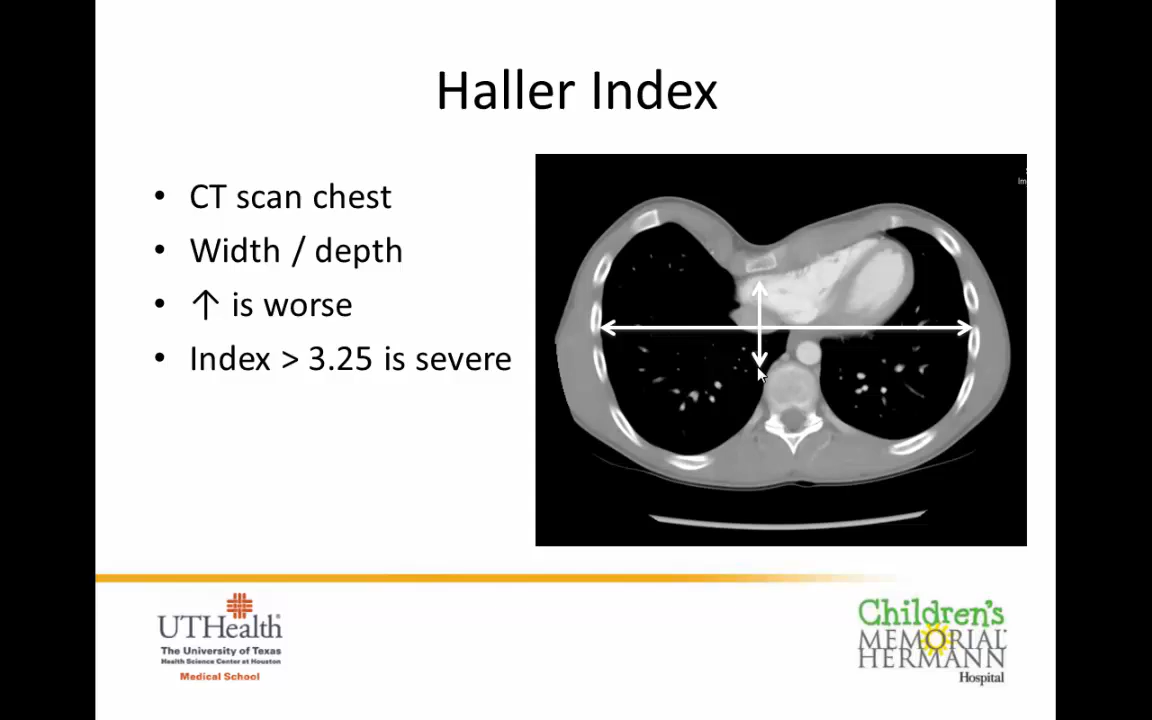 Haller Index
• CT scan chest
• Width / depth
• ↑ is worse
• Index > 3.25 is severe
UTHealth
The University of Texas
Health Science Center at Houston
Medical School
Children's
MEMORIAL
HERMANN
Hospital